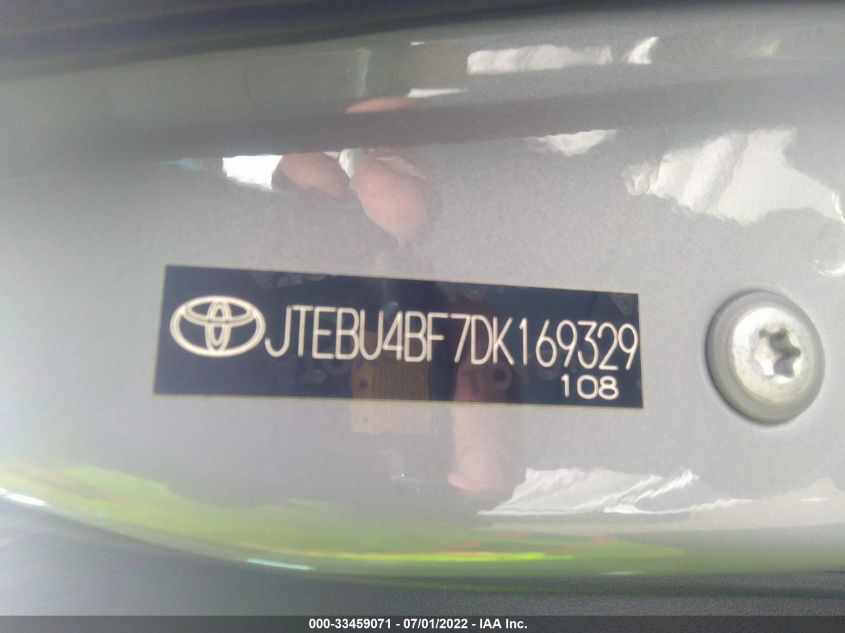 JTEBU4BF7DK169329
108
000-33459071 - 07/01/2022 - IAA Inc.